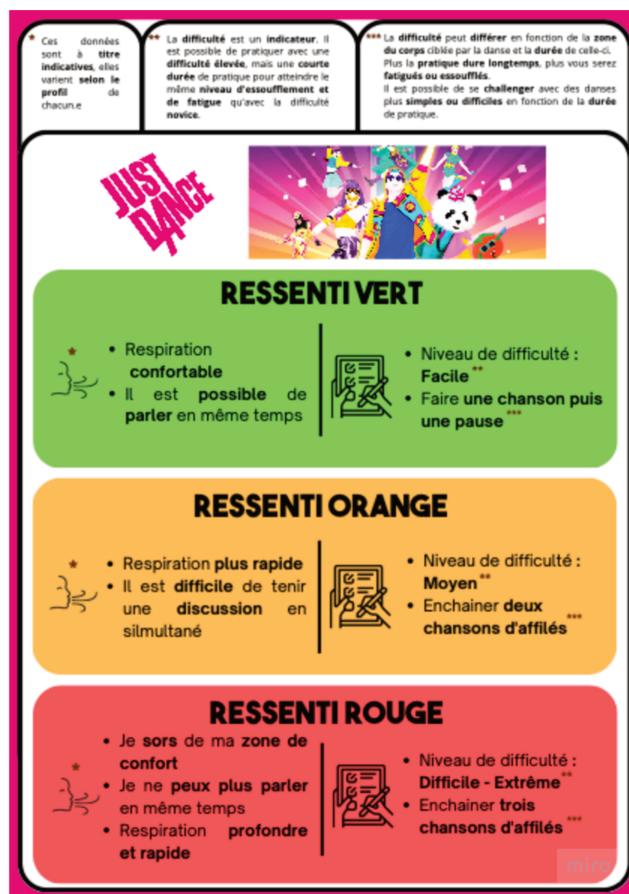 * Ces données
sont à titre
indicatives, elles
varient selon le
profil de
chacun.e
** La difficulté est un indicateur. Il
est possible de pratiquer avec une
difficulté élevée, mais une courte
durée de pratique pour atteindre le
même niveau d'essoufflement et
de fatigue qu'avec la difficulté
novice.
*** La difficulté peut différer en fonction de la zone
du corps ciblée par la danse et la durée de celle-ci.
Plus la pratique dure longtemps, plus vous serez
fatigués ou essoufflés.
Il est possible de se challenger avec des danses
plus simples ou difficiles en fonction de la durée
de pratique.
JUST
DANCE
RESSENTI VERT
*
• Respiration
confortable
• Il est possible de
parler en même temps
• Niveau de difficulté :
Facile **
• Faire une chanson puis
une pause ***
RESSENTI ORANGE
*
• Respiration plus rapide
• Il est difficile de tenir
une discussion en
silmultané
• Niveau de difficulté :
Moyen **
• Enchainer deux
chansons d'affilés ***
RESSENTI ROUGE
*
• Je sors de ma zone de
confort
• Je ne peux plus parler
en même temps
• Respiration profondre
et rapide
• Niveau de difficulté :
Difficile - Extrême **
• Enchainer trois
chansons d'affilés ***
miro